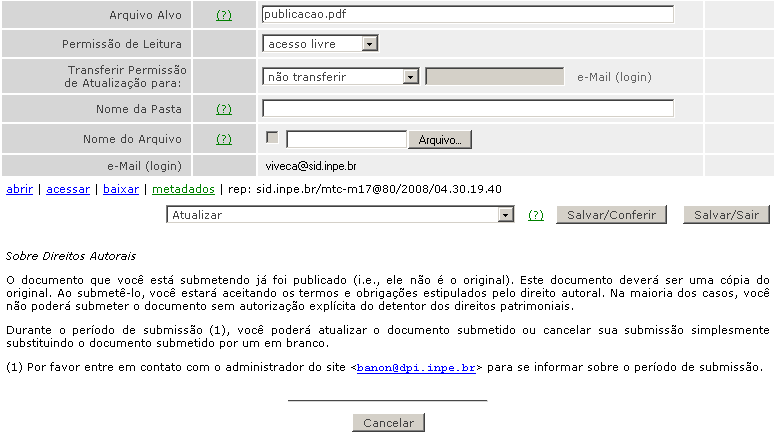 Arquivo Alvo (?) publicacao.pdf
Permissão de Leitura acesso livre
Transferir Permissão
de Atualização para: não transferir e-Mail (login)
Nome da Pasta (?)
Nome do Arquivo (?) Arquivo...
e-Mail (login) viveca@sid.inpe.br
abrir | acessar | baixar | metadados | rep: sid.inpe.br/mtc-m17@80/2008/04.30.19.40
Atualizar (?) Salvar/Conferir Salvar/Sair
Sobre Direitos Autorais
O documento que você está submetendo já foi publicado (i.e., ele não é o original). Este documento deverá ser uma cópia do
original. Ao submetê-lo, você estará aceitando os termos e obrigações estipulados pelo direito autoral. Na maioria dos casos, você
não poderá submeter o documento sem autorização explícita do detentor dos direitos patrimoniais.
Durante o período de submissão (1), você poderá atualizar o documento submetido ou cancelar sua submissão simplesmente
substituindo o documento submetido por um em branco.
(1) Por favor entre em contato com o administrador do site <banon@dpi.inpe.br> para se informar sobre o período de submissão.
Cancelar